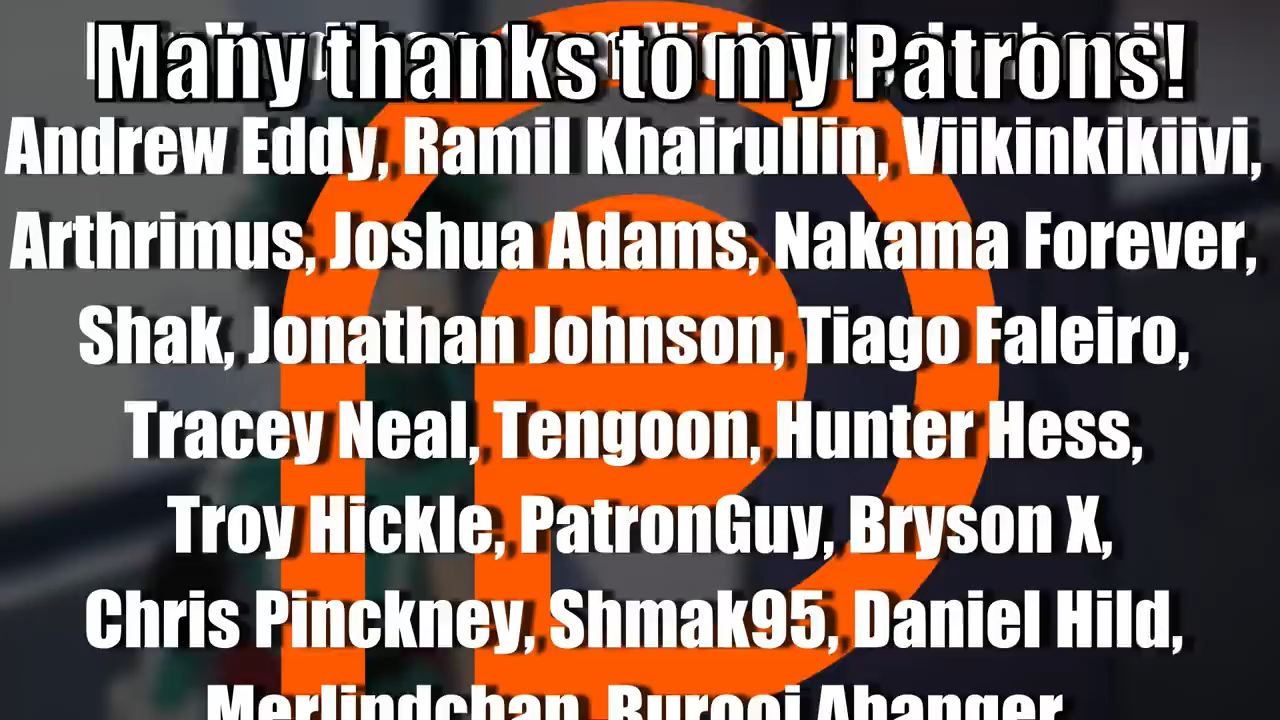 Many thanks to my Patrons!
Andrew Eddy, Ramil Khairullin, Viikinkikiivi,
Arthrimus, Joshua Adams, Nakama Forever,
Shak, Jonathan Johnson, Tiago Faleiro,
Tracey Neal, Tengoon, Hunter Hess,
Troy Hickle, PatronGuy, Bryson X,
Chris Pinckney, Shmak95, Daniel Hild,
Merlindchan,